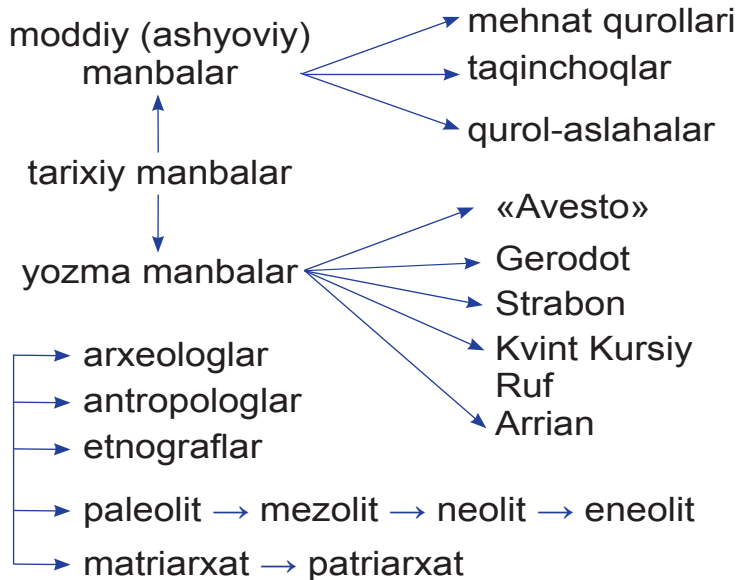 moddiy (ashyoviy)
manbalar
mehnat qurollari
taqinchoqlar
qurol-aslahalar
tarixiy manbalar
yozma manbalar
«Avesto»
Gerodot
Strabon
Kvint Kursiy
Ruf
Arrian
arxeologlar
antropologlar
etnograflar
paleolit → mezolit → neolit → eneolit
matriarxat → patriarxat